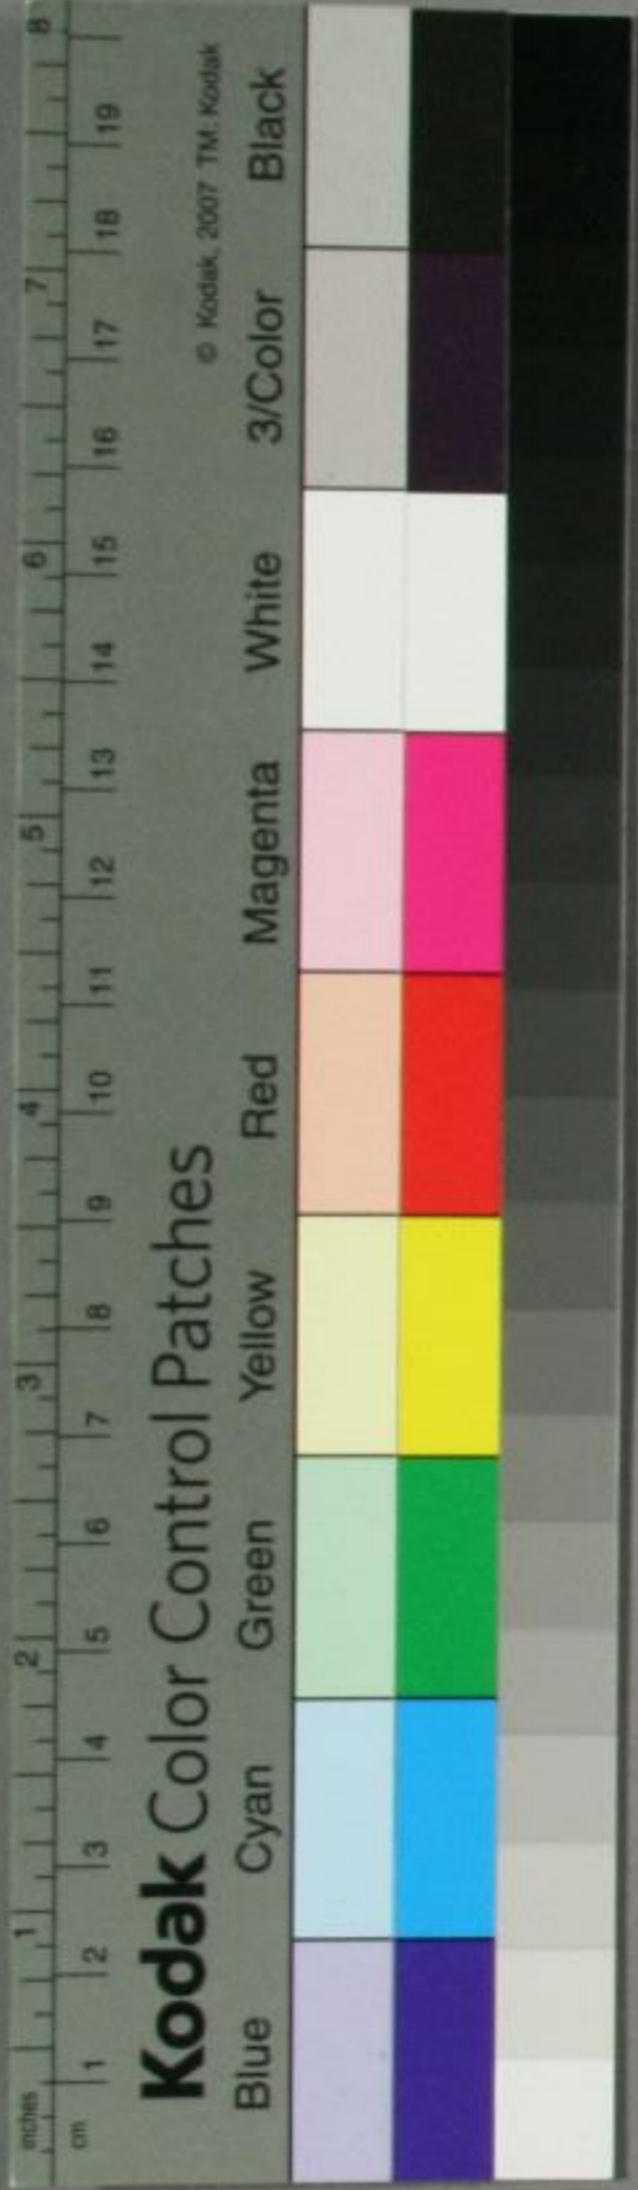 inches 1 2 3 4 5 6 7 8
cm 1 2 3 4 5 6 7 8 9 10 11 12 13 14 15 16 17 18 19
Kodak Color Control Patches
© Kodak, 2007 TM: Kodak
Blue Cyan Green Yellow Red Magenta White 3/Color Black